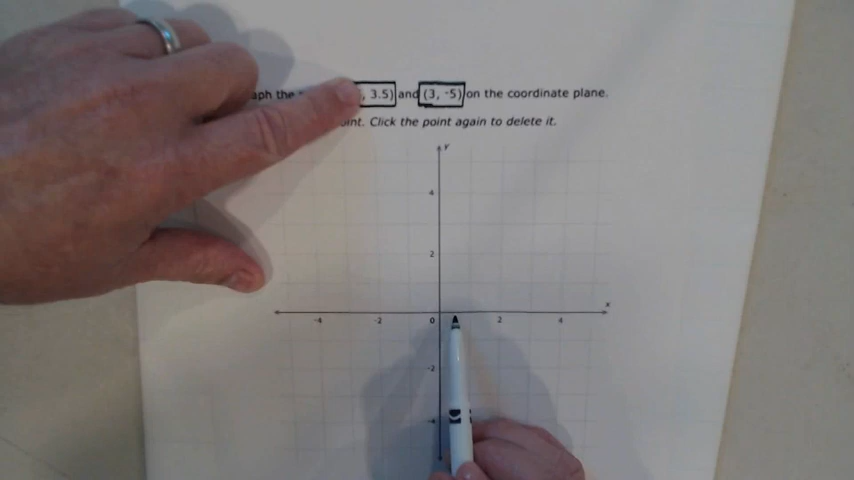 aph the , 3.5) and (3, -5) on the coordinate plane.
oint. Click the point again to delete it.
y
4
2
x
-4 -2 0 2 4
-2